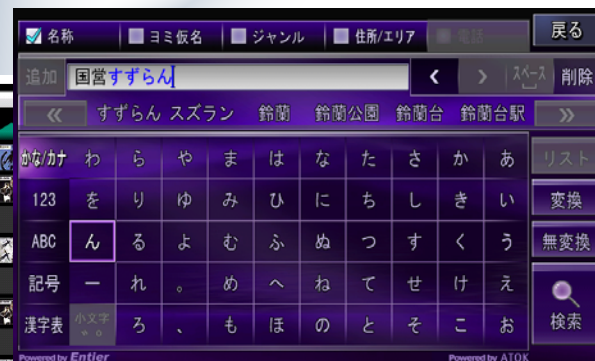 名称 ヨミ仮名 ジャンル 住所/エリア 電話 戻る
追加 国営すずらん < > スペース 削除
≪ すずらん スズラン 鈴蘭 鈴蘭公園 鈴蘭台 鈴蘭台駅 ≫
かな/カナ わ ら や ま は な た さ か あ リスト
123 を り ゆ み ひ に ち し き い 変換
ABC ん る よ む ふ ぬ つ す く う 無変換
記号 ー れ 。 め へ ね て せ け え
漢字表 小文字 ゛゜ ろ 、 も ほ の と そ こ お 検索
Powered by Entier Powered by ATOK